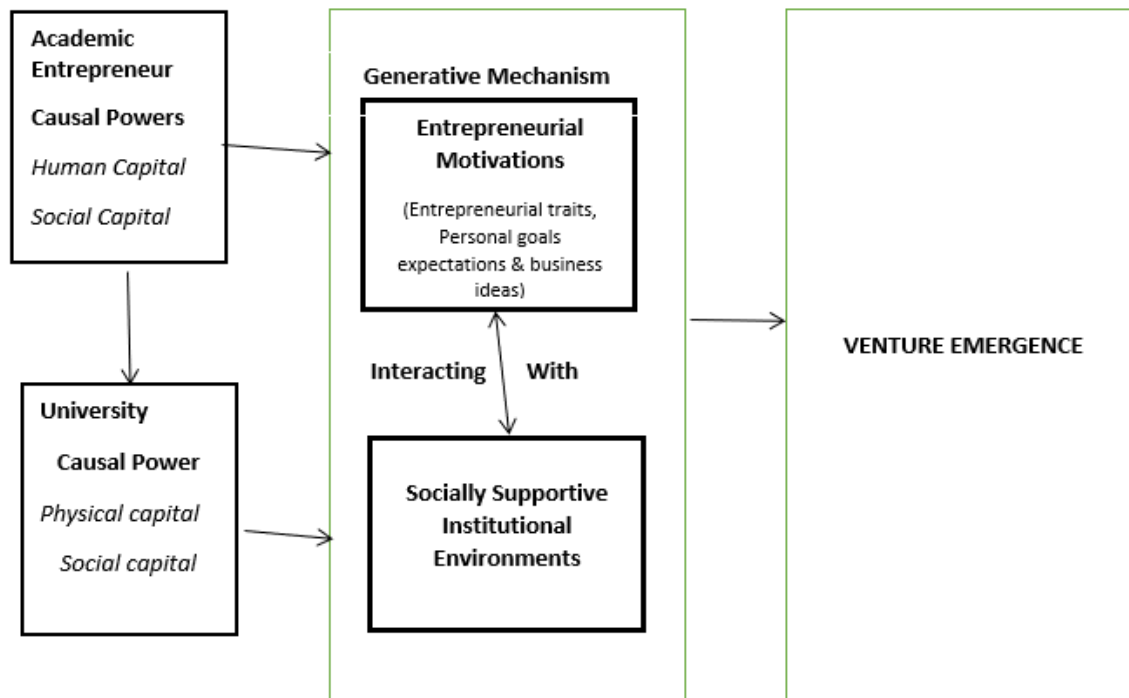 Academic
Entrepreneur
Causal Powers
Human Capital
Social Capital
University
Causal Power
Physical capital
Social capital
Generative Mechanism
Entrepreneurial
Motivations
(Entrepreneurial traits,
Personal goals
expectations & business
ideas)
Interacting With
Socially Supportive
Institutional
Environments
VENTURE EMERGENCE